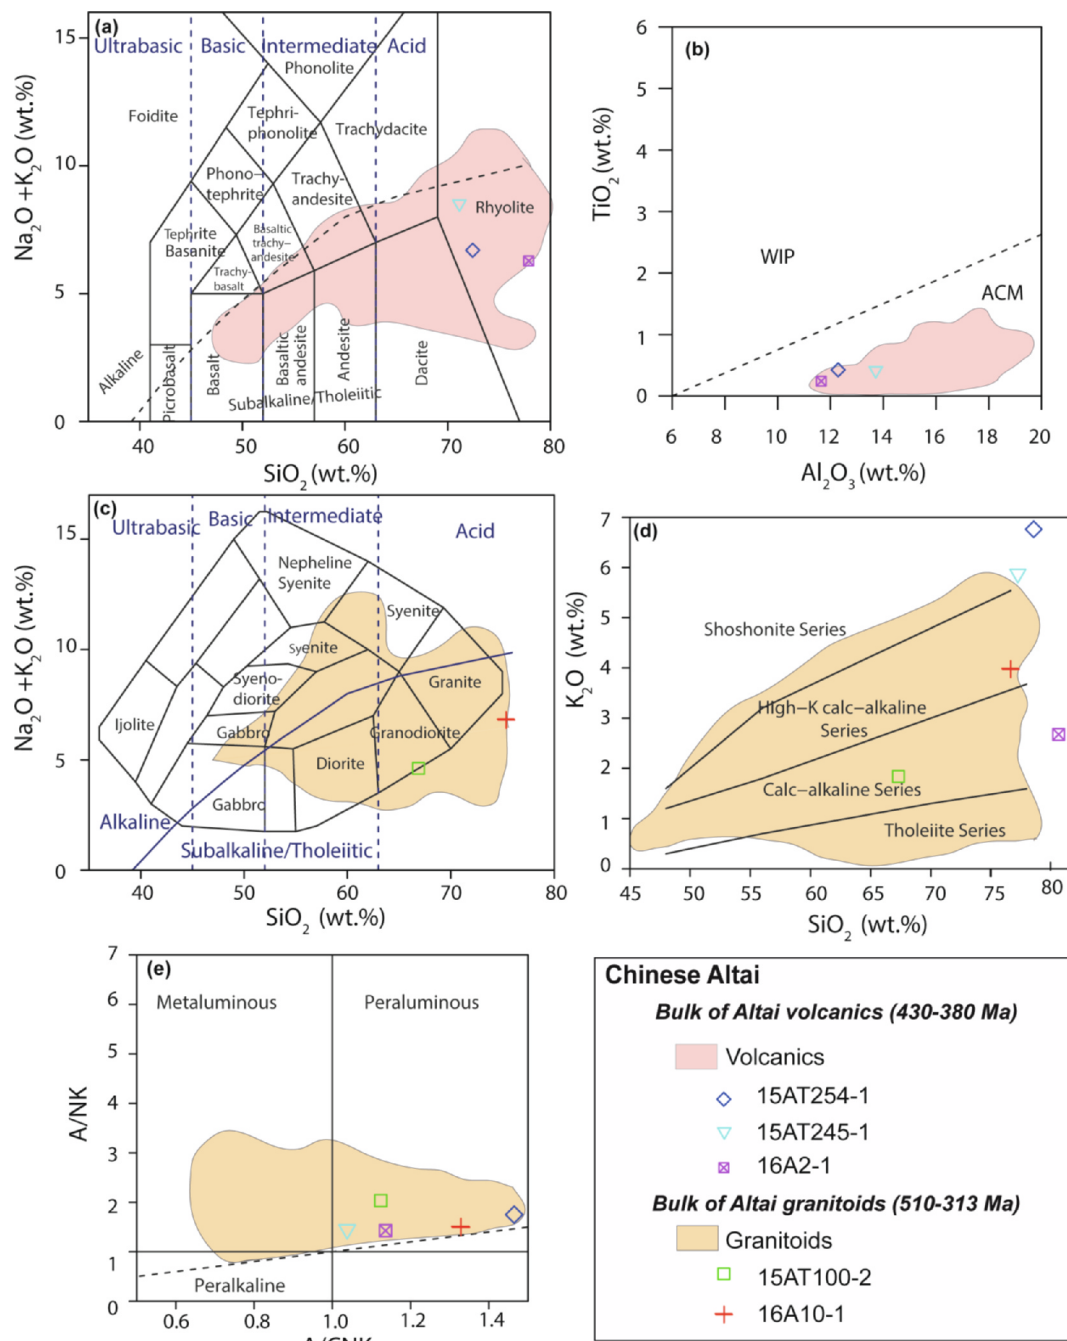 (a)
Na2O +K2O (wt.%)
15
10
5
0
Ultrabasic
Basic
Intermediate
Acid
Phonolite
Foidite
Tephri-
phonolite
Trachydacite
Phono-
tephrite
Trachy-
andesite
Rhyolite
Tephrite
Basanite
Basaltic
trachy-
andesite
Trachy-
basalt
Alkaline
Picrobasalt
Basalt
Basaltic
andesite
Andesite
Dacite
Subalkaline/Tholeiitic
40
50
60
70
80
SiO2 (wt.%)
(b)
TiO2 (wt.%)
6
5
4
3
2
1
0
WIP
ACM
6
8
10
12
14
16
18
20
Al2O3 (wt.%)
(c)
Na2O +K2O (wt.%)
15
10
5
0
Ultrabasic
Basic
Intermediate
Acid
Nepheline
Syenite
Syenite
Syenite
Syeno-
diorite
Granite
Ijolite
Gabbro
Granodiorite
Diorite
Gabbro
Alkaline
Subalkaline/Tholeiitic
40
50
60
70
80
SiO2 (wt.%)
(d)
K2O (wt.%)
7
6
5
4
3
2
1
0
Shoshonite Series
High-K calc-alkaline
Series
Calc-alkaline Series
Tholeiite Series
45
50
55
60
65
70
75
80
SiO2 (wt.%)
(e)
A/NK
7
6
5
4
3
2
1
0
Metaluminous
Peraluminous
Peralkaline
0.6
0.8
1.0
1.2
1.4
A/CNK
Chinese Altai
Bulk of Altai volcanics (430-380 Ma)
Volcanics
15AT254-1
15AT245-1
16A2-1
Bulk of Altai granitoids (510-313 Ma)
Granitoids
15AT100-2
16A10-1